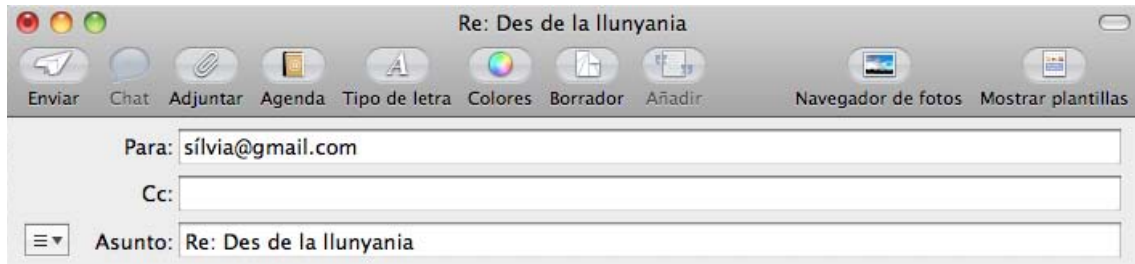 Re: Des de la llunyania
Enviar Chat Adjuntar Agenda Tipo de letra Colores Borrador Añadir Navegador de fotos Mostrar plantillas
Para: sílvia@gmail.com
Cc:
Asunto: Re: Des de la llunyania